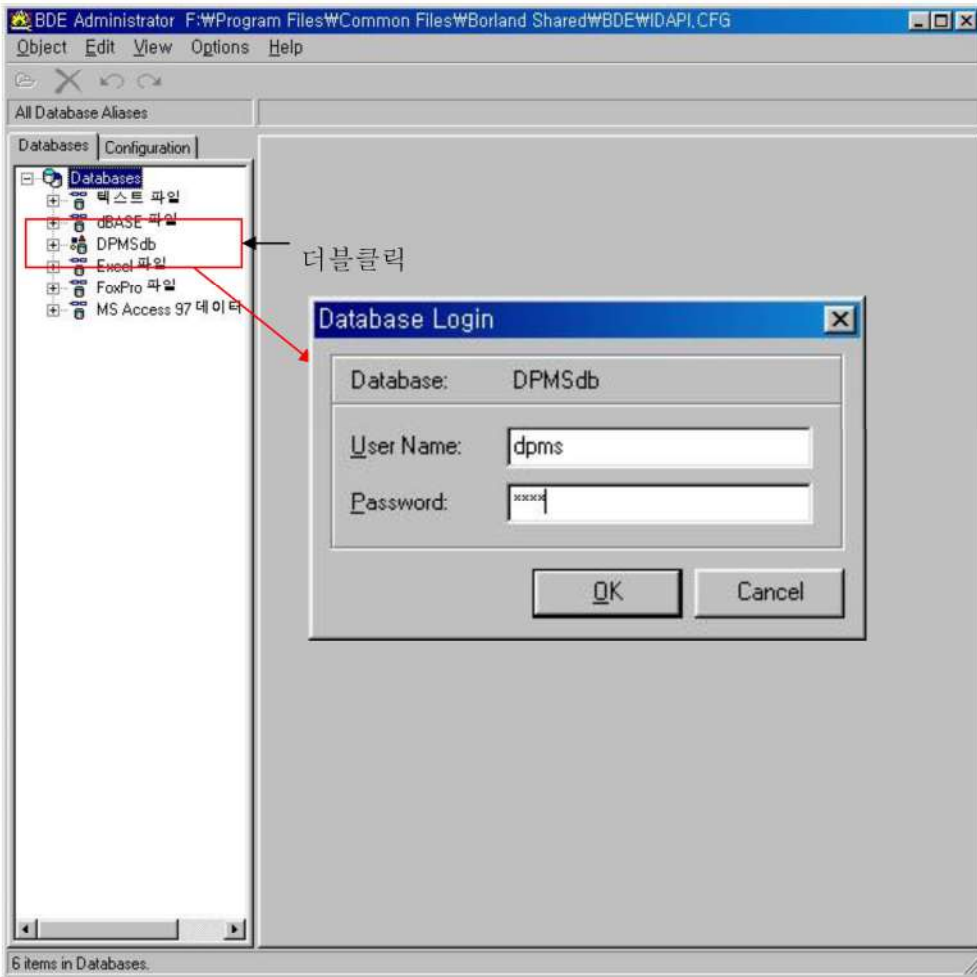 BDE Administrator F:₩Program Files₩Common Files₩Borland Shared₩BDE₩IDAPI.CFG
Object Edit View Options Help
All Database Aliases
Databases Configuration
Databases
텍스트 파일
dBASE 파일
DPMSdb
Excel 파일
FoxPro 파일
MS Access 97 데이터
더블클릭
Database Login
Database: DPMSdb
User Name: dpms
Password: ****
OK Cancel
6 items in Databases.